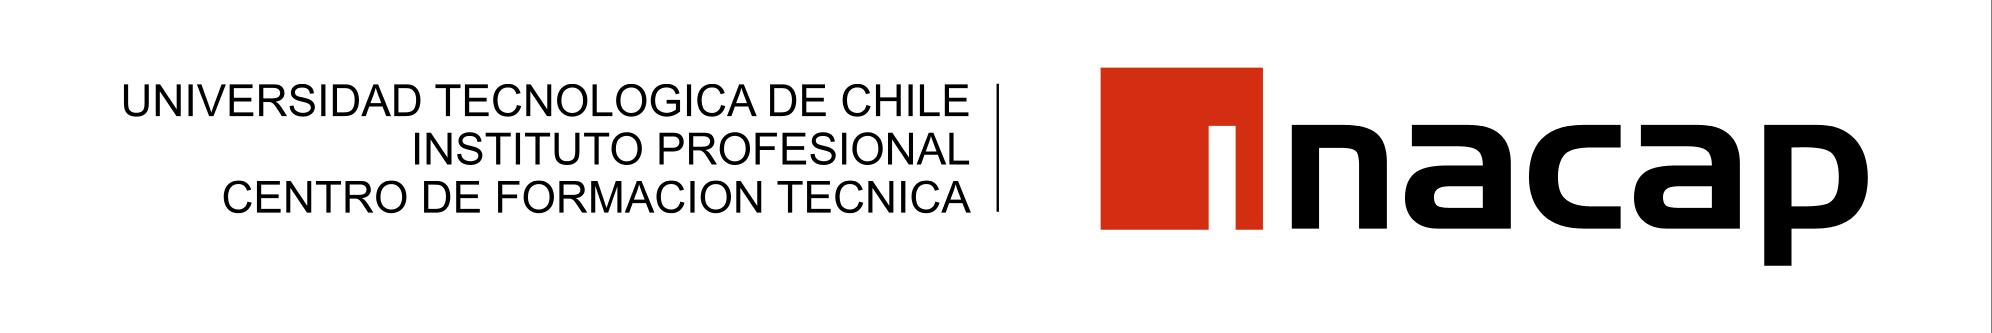 UNIVERSIDAD TECNOLOGICA DE CHILE
INSTITUTO PROFESIONAL
CENTRO DE FORMACION TECNICA
inacap